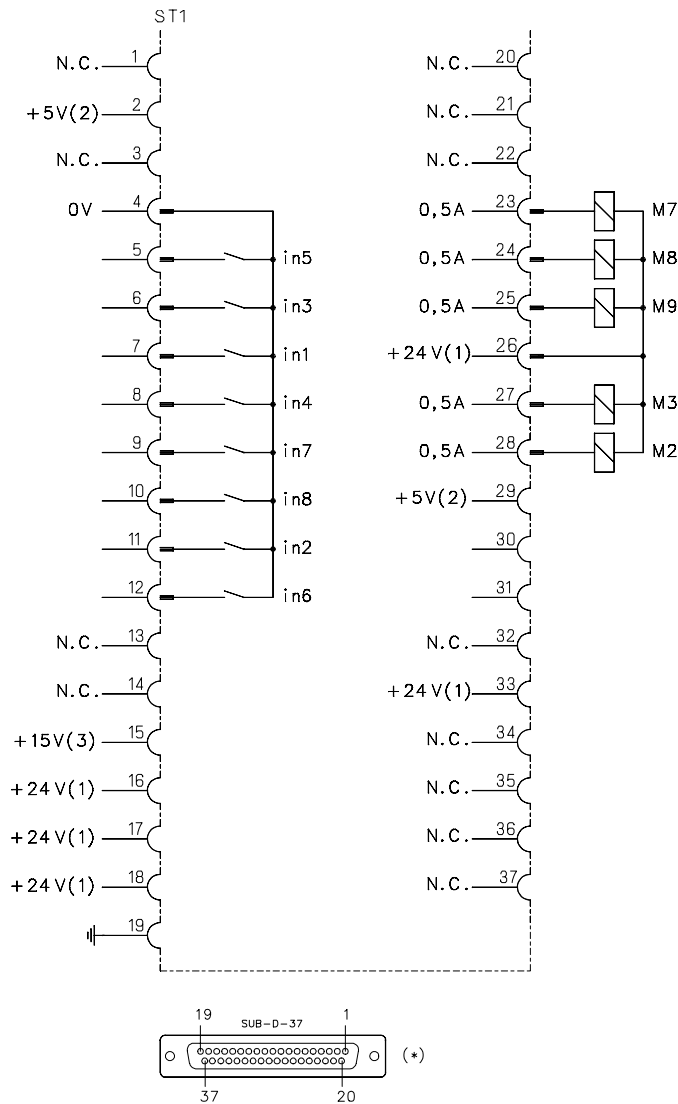 ST1
N.C. 1
+5V(2) 2
N.C. 3
0V 4
5 in5
6 in3
7 in1
8 in4
9 in7
10 in8
11 in2
12 in6
N.C. 13
N.C. 14
+15V(3) 15
+24V(1) 16
+24V(1) 17
+24V(1) 18
19
N.C. 20
N.C. 21
N.C. 22
0,5A 23 M7
0,5A 24 M8
0,5A 25 M9
+24V(1) 26
0,5A 27 M3
0,5A 28 M2
+5V(2) 29
30
31
N.C. 32
+24V(1) 33
N.C. 34
N.C. 35
N.C. 36
N.C. 37
19 SUB-D-37 1
(*)
37 20